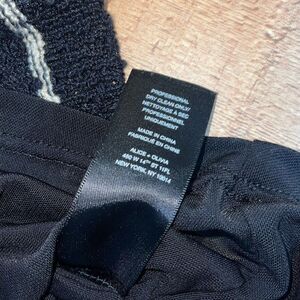 PROFESSIONAL
DRY CLEAN ONLY/
NETTOYAGE À SEC
PROFESSIONNEL
UNIQUEMENT
MADE IN CHINA
FABRIQUÉ EN CHINE
ALICE + OLIVIA
450 W 14TH ST 11FL
NEW YORK, NY
10014